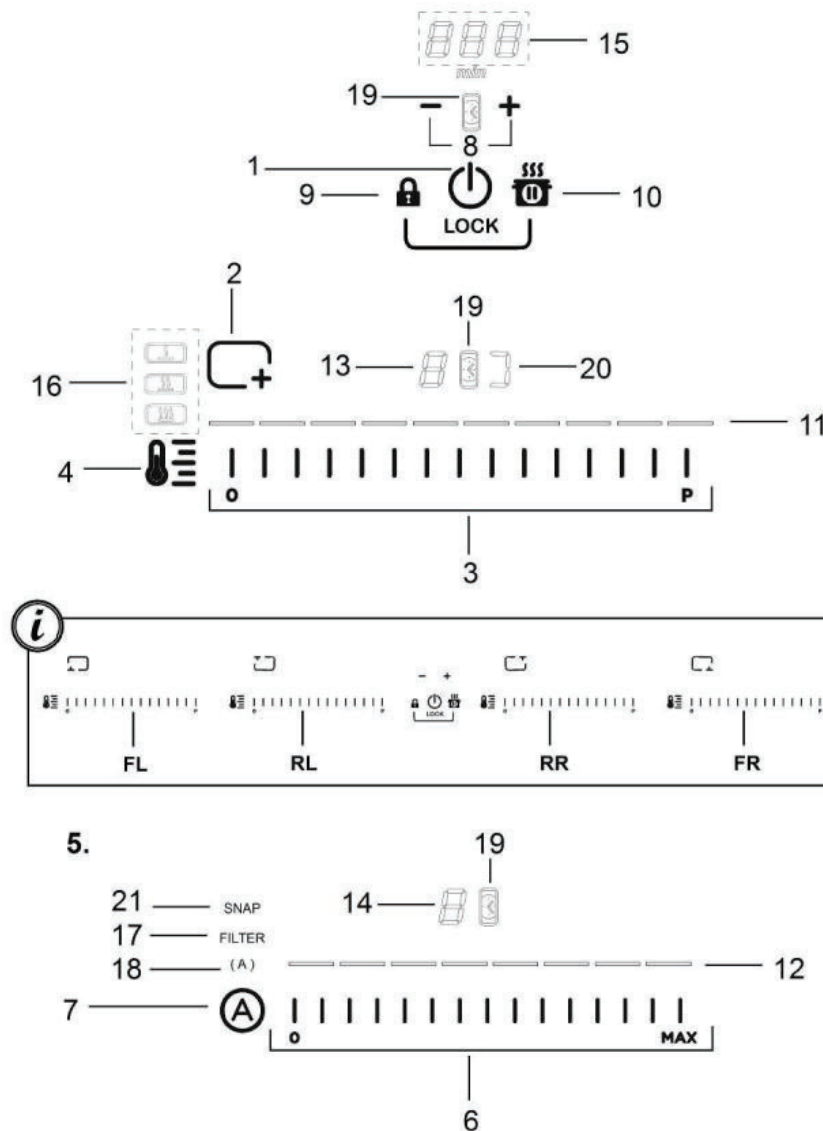 15
min
19
− +
8
1
9
10
LOCK
2
19
13
20
16
11
4
0 P
3
i
− +
LOCK
FL RL RR FR
5.
19
21 SNAP
14
17 FILTER
18 (A)
12
7 A
0 MAX
6